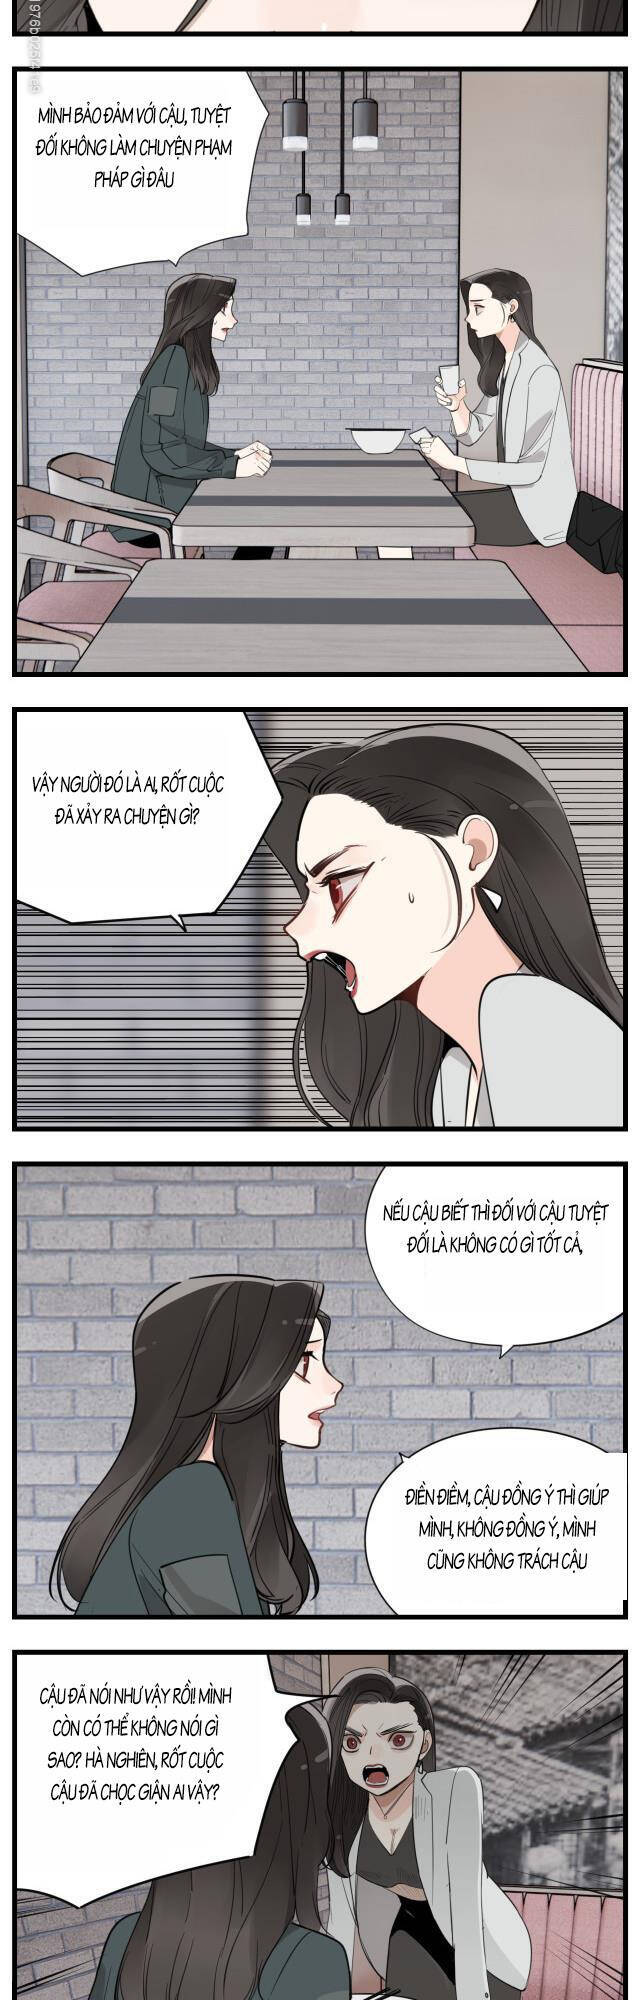 MÌNH BẢO ĐẢM VỚI CẬU, TUYỆT
ĐỐI KHÔNG LÀM CHUYỆN PHẠM
PHÁP GÌ ĐÂU
VẬY NGƯỜI ĐÓ LÀ AI, RỐT CUỘC
ĐÃ XẢY RA CHUYỆN GÌ?
NẾU CẬU BIẾT THÌ ĐỐI VỚI CẬU TUYỆT
ĐỐI LÀ KHÔNG CÓ GÌ TỐT CẢ,
ĐIỀN ĐIỀM, CẬU ĐỒNG Ý THÌ GIÚP
MÌNH, KHÔNG ĐỒNG Ý, MÌNH
CŨNG KHÔNG TRÁCH CẬU
CẬU ĐÃ NÓI NHƯ VẬY RỒI! MÌNH
CÒN CÓ THỂ KHÔNG NÓI GÌ
SAO? HÀ NGHIÊN, RỐT CUỘC
CẬU ĐÃ CHỌC GIẬN AI VẬY?